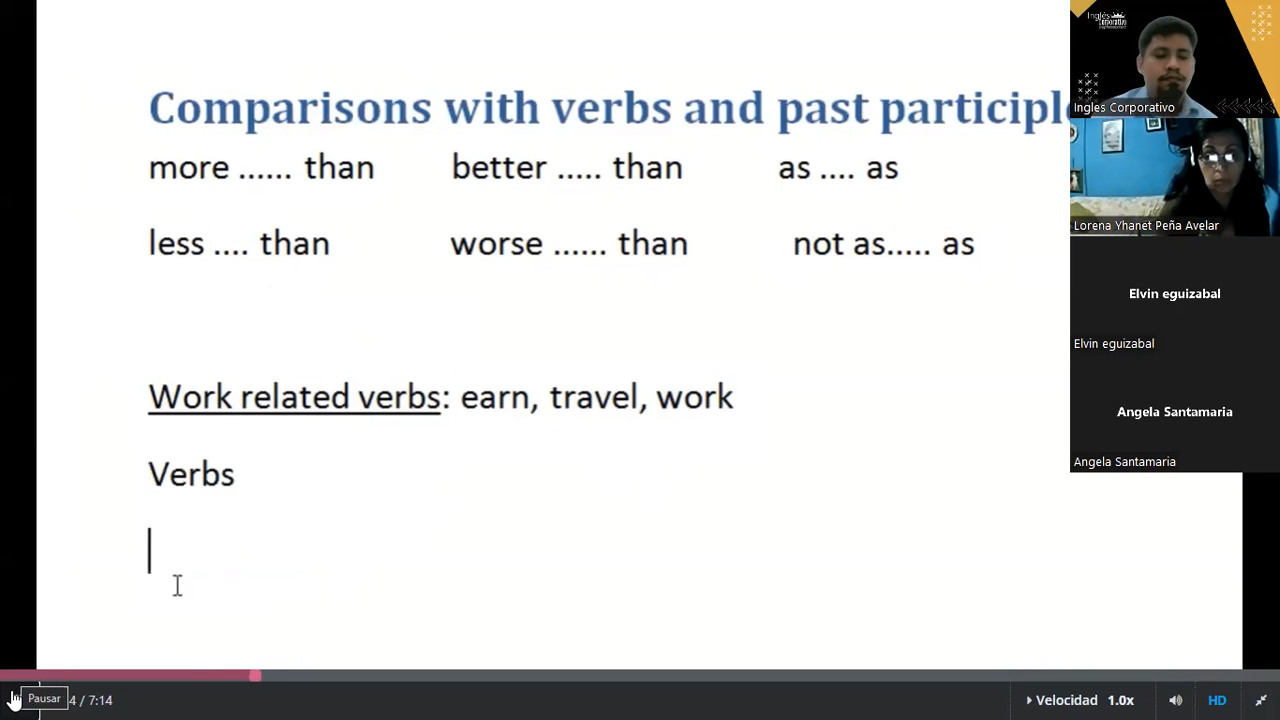 Comparisons with verbs and past participl
more ...... than better ..... than as .... as
less .... than worse ...... than not as..... as
Work related verbs: earn, travel, work
Verbs
Inglés
Corporativo
Ingles Corporativo
Lorena Yhanet Peña Avelar
Elvin eguizabal
Elvin eguizabal
Angela Santamaria
Angela Santamaria
Pausar
4 / 7:14
Velocidad 1.0x
HD